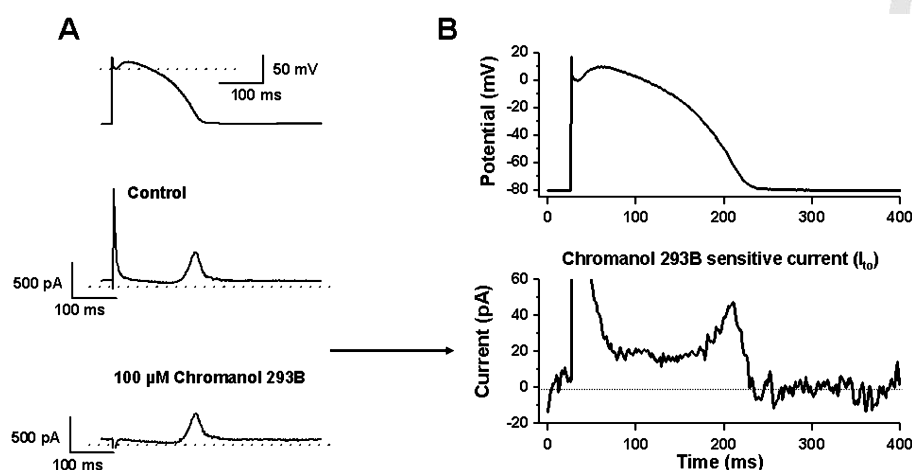 A
50 mV
100 ms
Control
500 pA
100 ms
100 µM Chromanol 293B
500 pA
100 ms
B
Potential (mV)
20
0
-20
-40
-60
-80
0
100
200
300
400
Chromanol 293B sensitive current (Ito)
Current (pA)
60
40
20
0
-20
0
100
200
300
400
Time (ms)